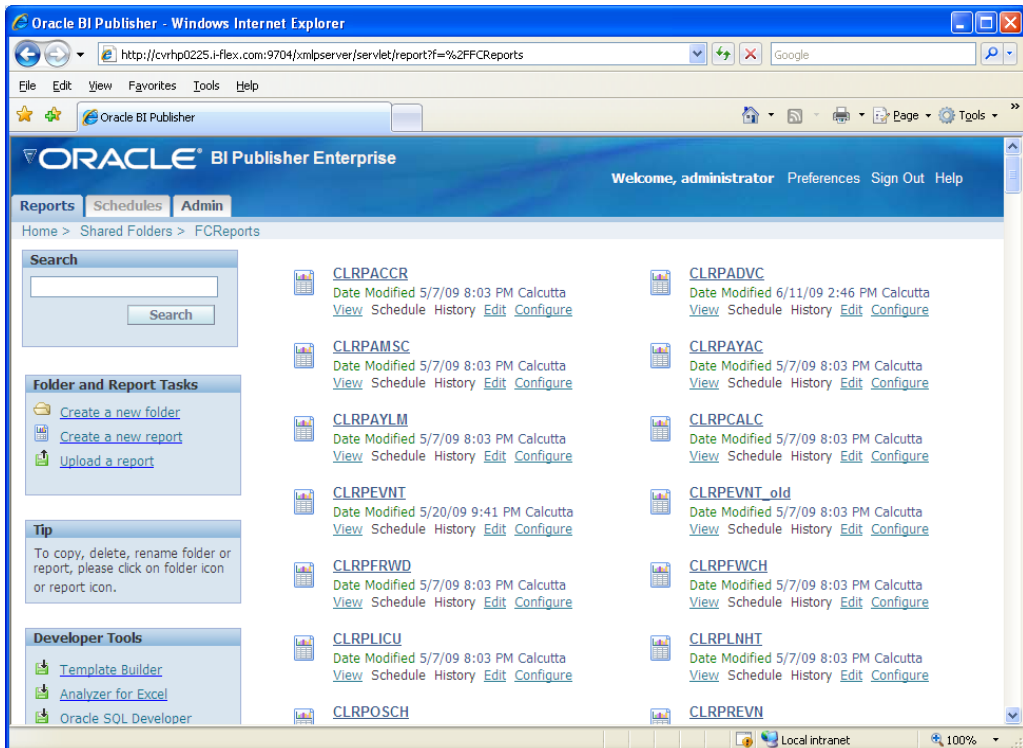 Oracle BI Publisher - Windows Internet Explorer
http://cvrhp0225.i-flex.com:9704/xmlpserver/servlet/report?f=%2FFCReports
Google
File Edit View Favorites Tools Help
Oracle BI Publisher
Page Tools »
ORACLE® BI Publisher Enterprise
Welcome, administrator Preferences Sign Out Help
Reports Schedules Admin
Home > Shared Folders > FCReports
Search
Search
Folder and Report Tasks
Create a new folder
Create a new report
Upload a report
Tip
To copy, delete, rename folder or
report, please click on folder icon
or report icon.
Developer Tools
Template Builder
Analyzer for Excel
Oracle SQL Developer
CLRPACCR
Date Modified 5/7/09 8:03 PM Calcutta
View Schedule History Edit Configure
CLRPADVC
Date Modified 6/11/09 2:46 PM Calcutta
View Schedule History Edit Configure
CLRPAMSC
Date Modified 5/7/09 8:03 PM Calcutta
View Schedule History Edit Configure
CLRPAYAC
Date Modified 5/7/09 8:03 PM Calcutta
View Schedule History Edit Configure
CLRPAYLM
Date Modified 5/7/09 8:03 PM Calcutta
View Schedule History Edit Configure
CLRPCALC
Date Modified 5/7/09 8:03 PM Calcutta
View Schedule History Edit Configure
CLRPEVNT
Date Modified 5/20/09 9:41 PM Calcutta
View Schedule History Edit Configure
CLRPEVNT_old
Date Modified 5/7/09 8:03 PM Calcutta
View Schedule History Edit Configure
CLRPFRWD
Date Modified 5/7/09 8:03 PM Calcutta
View Schedule History Edit Configure
CLRPFWCH
Date Modified 5/7/09 8:03 PM Calcutta
View Schedule History Edit Configure
CLRPLICU
Date Modified 5/7/09 8:03 PM Calcutta
View Schedule History Edit Configure
CLRPLNHT
Date Modified 5/7/09 8:03 PM Calcutta
View Schedule History Edit Configure
CLRPOSCH
CLRPREVN
Local intranet
100%